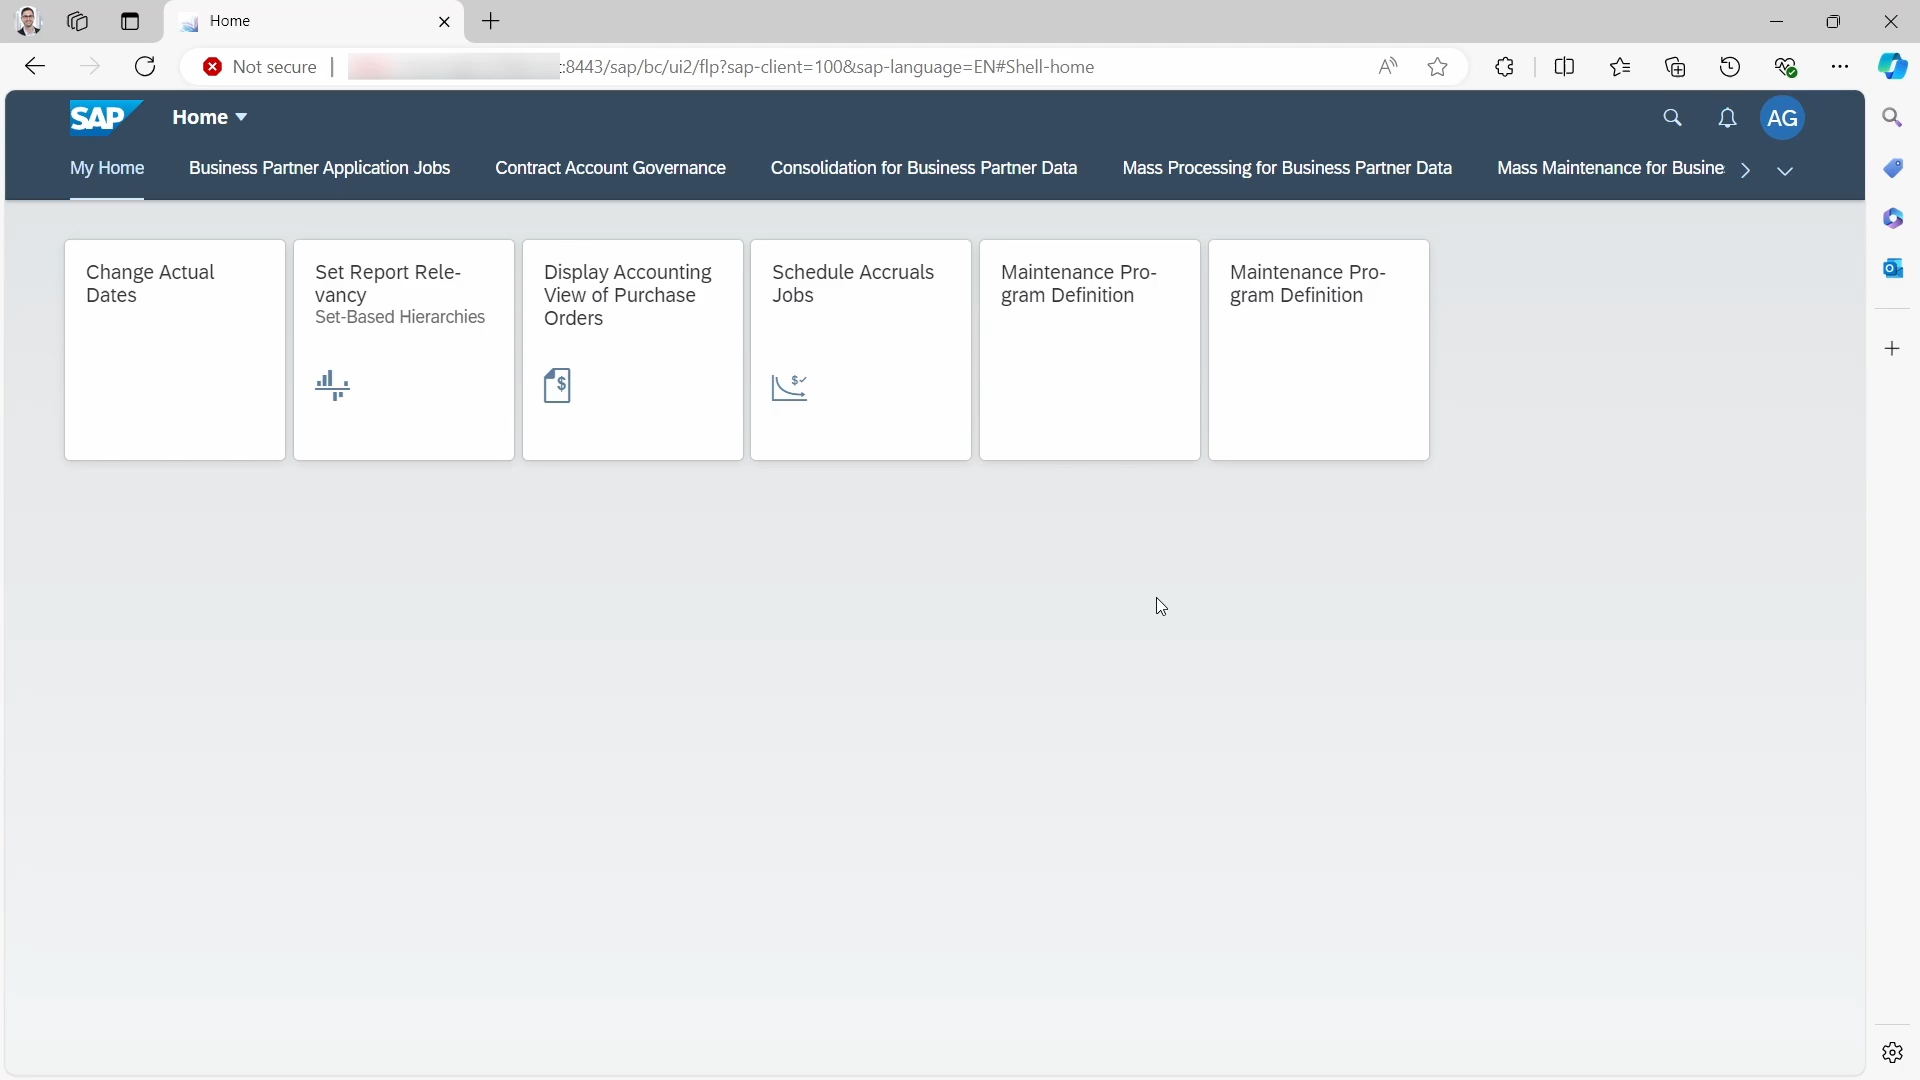 Home
Not secure
:8443/sap/bc/ui2/flp?sap-client=100&sap-language=EN#Shell-home
SAP
Home
AG
My Home
Business Partner Application Jobs
Contract Account Governance
Consolidation for Business Partner Data
Mass Processing for Business Partner Data
Mass Maintenance for Busine
Change Actual
Dates
Set Report Rele-
vancy
Set-Based Hierarchies
Display Accounting
View of Purchase
Orders
Schedule Accruals
Jobs
Maintenance Pro-
gram Definition
Maintenance Pro-
gram Definition